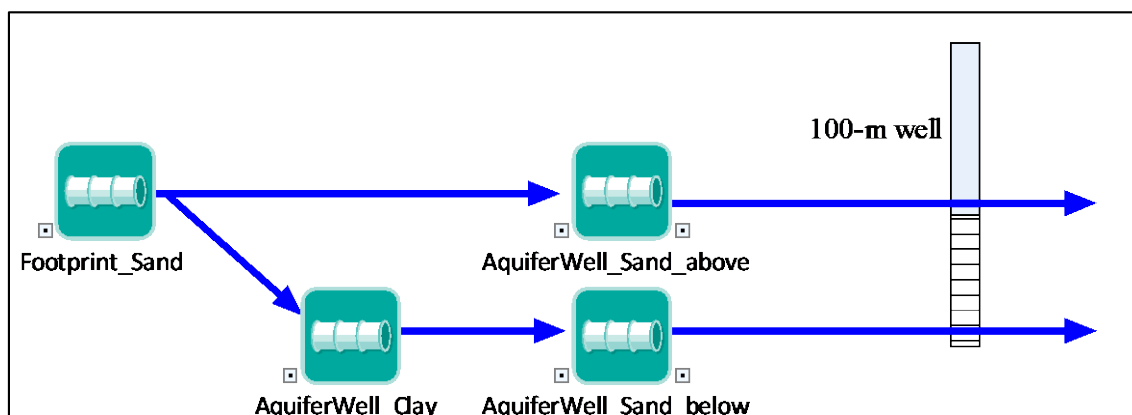 100-m well
Footprint_Sand
AquiferWell_Sand_above
AquiferWell_Clay
AquiferWell_Sand_below